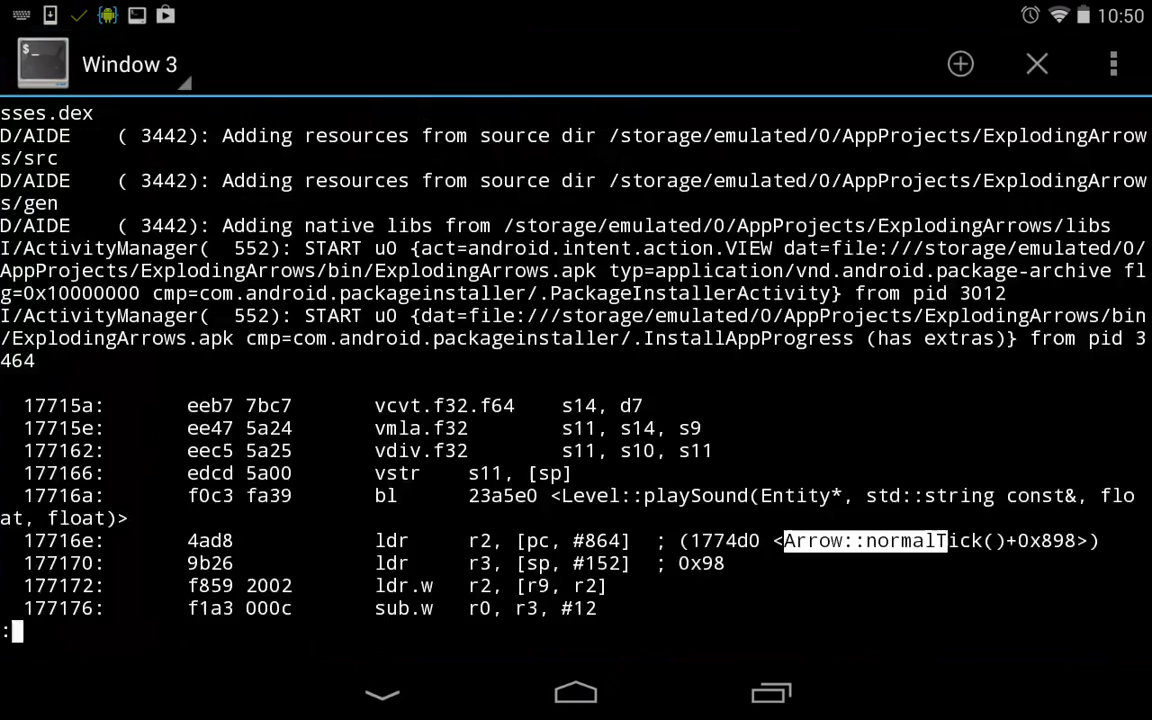 10:50
$_
Window 3
sses.dex
D/AIDE    ( 3442): Adding resources from source dir /storage/emulated/0/AppProjects/ExplodingArrow
s/src
D/AIDE    ( 3442): Adding resources from source dir /storage/emulated/0/AppProjects/ExplodingArrow
s/gen
D/AIDE    ( 3442): Adding native libs from /storage/emulated/0/AppProjects/ExplodingArrows/libs
I/ActivityManager(  552): START u0 {act=android.intent.action.VIEW dat=file:///storage/emulated/0/
AppProjects/ExplodingArrows/bin/ExplodingArrows.apk typ=application/vnd.android.package-archive fl
g=0x10000000 cmp=com.android.packageinstaller/.PackageInstallerActivity} from pid 3012
I/ActivityManager(  552): START u0 {dat=file:///storage/emulated/0/AppProjects/ExplodingArrows/bin
/ExplodingArrows.apk cmp=com.android.packageinstaller/.InstallAppProgress (has extras)} from pid 3
464
17715a:       eeb7 7bc7       vcvt.f32.f64    s14, d7
17715e:       ee47 5a24       vmla.f32        s11, s14, s9
177162:       eec5 5a25       vdiv.f32        s11, s10, s11
177166:       edcd 5a00       vstr    s11, [sp]
17716a:       f0c3 fa39       bl      23a5e0 <Level::playSound(Entity*, std::string const&, flo
at, float)>
17716e:       4ad8            ldr     r2, [pc, #864]  ; (1774d0 <Arrow::normalTick()+0x898>)
177170:       9b26            ldr     r3, [sp, #152]  ; 0x98
177172:       f859 2002       ldr.w   r2, [r9, r2]
177176:       f1a3 000c       sub.w   r0, r3, #12
: